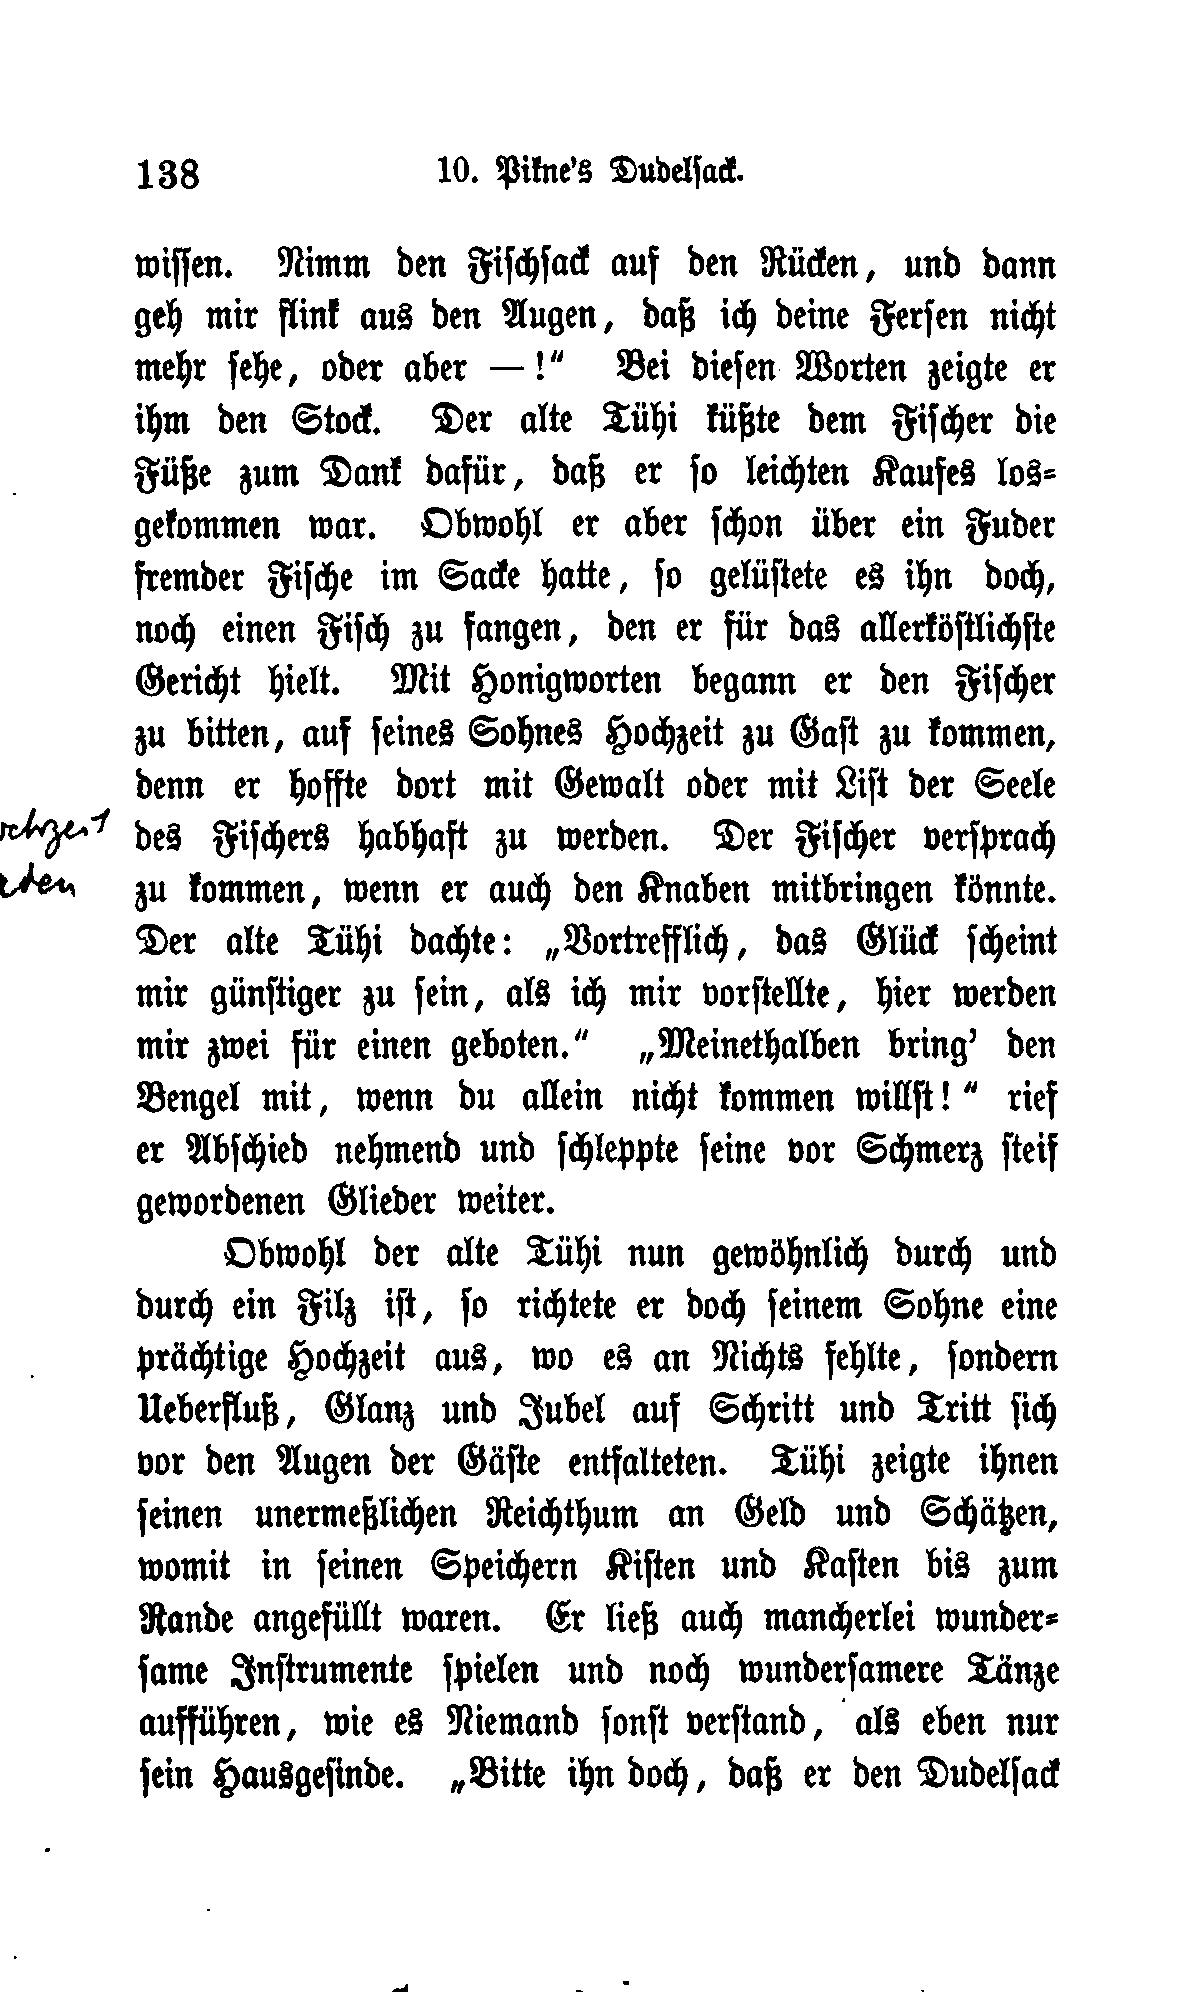 138 10. Pikne's Dudelsack.
wissen. Nimm den Fischsack auf den Rücken, und dann
geh mir flink aus den Augen, daß ich deine Fersen nicht
mehr sehe, oder aber — !“ Bei diesen Worten zeigte er
ihm den Stock. Der alte Tühi küßte dem Fischer die
Füße zum Dank dafür, daß er so leichten Kaufes los-
gekommen war. Obwohl er aber schon über ein Fuder
fremder Fische im Sacke hatte, so gelüstete es ihn doch,
noch einen Fisch zu fangen, den er für das allerköstlichste
Gericht hielt. Mit Honigworten begann er den Fischer
zu bitten, auf seines Sohnes Hochzeit zu Gast zu kommen,
denn er hoffte dort mit Gewalt oder mit List der Seele
des Fischers habhaft zu werden. Der Fischer versprach
zu kommen, wenn er auch den Knaben mitbringen könnte.
Der alte Tühi dachte: „Vortrefflich, das Glück scheint
mir günstiger zu sein, als ich mir vorstellte, hier werden
mir zwei für einen geboten.“ „Meinethalben bring' den
Bengel mit, wenn du allein nicht kommen willst!“ rief
er Abschied nehmend und schleppte seine vor Schmerz steif
gewordenen Glieder weiter.
Obwohl der alte Tühi nun gewöhnlich durch und
durch ein Filz ist, so richtete er doch seinem Sohne eine
prächtige Hochzeit aus, wo es an Nichts fehlte, sondern
Ueberfluß, Glanz und Jubel auf Schritt und Tritt sich
vor den Augen der Gäste entfalteten. Tühi zeigte ihnen
seinen unermeßlichen Reichthum an Geld und Schätzen,
womit in seinen Speichern Kisten und Kasten bis zum
Rande angefüllt waren. Er ließ auch mancherlei wunder-
same Instrumente spielen und noch wundersamere Tänze
aufführen, wie es Niemand sonst verstand, als eben nur
sein Hausgesinde. „Bitte ihn doch, daß er den Dudelsack